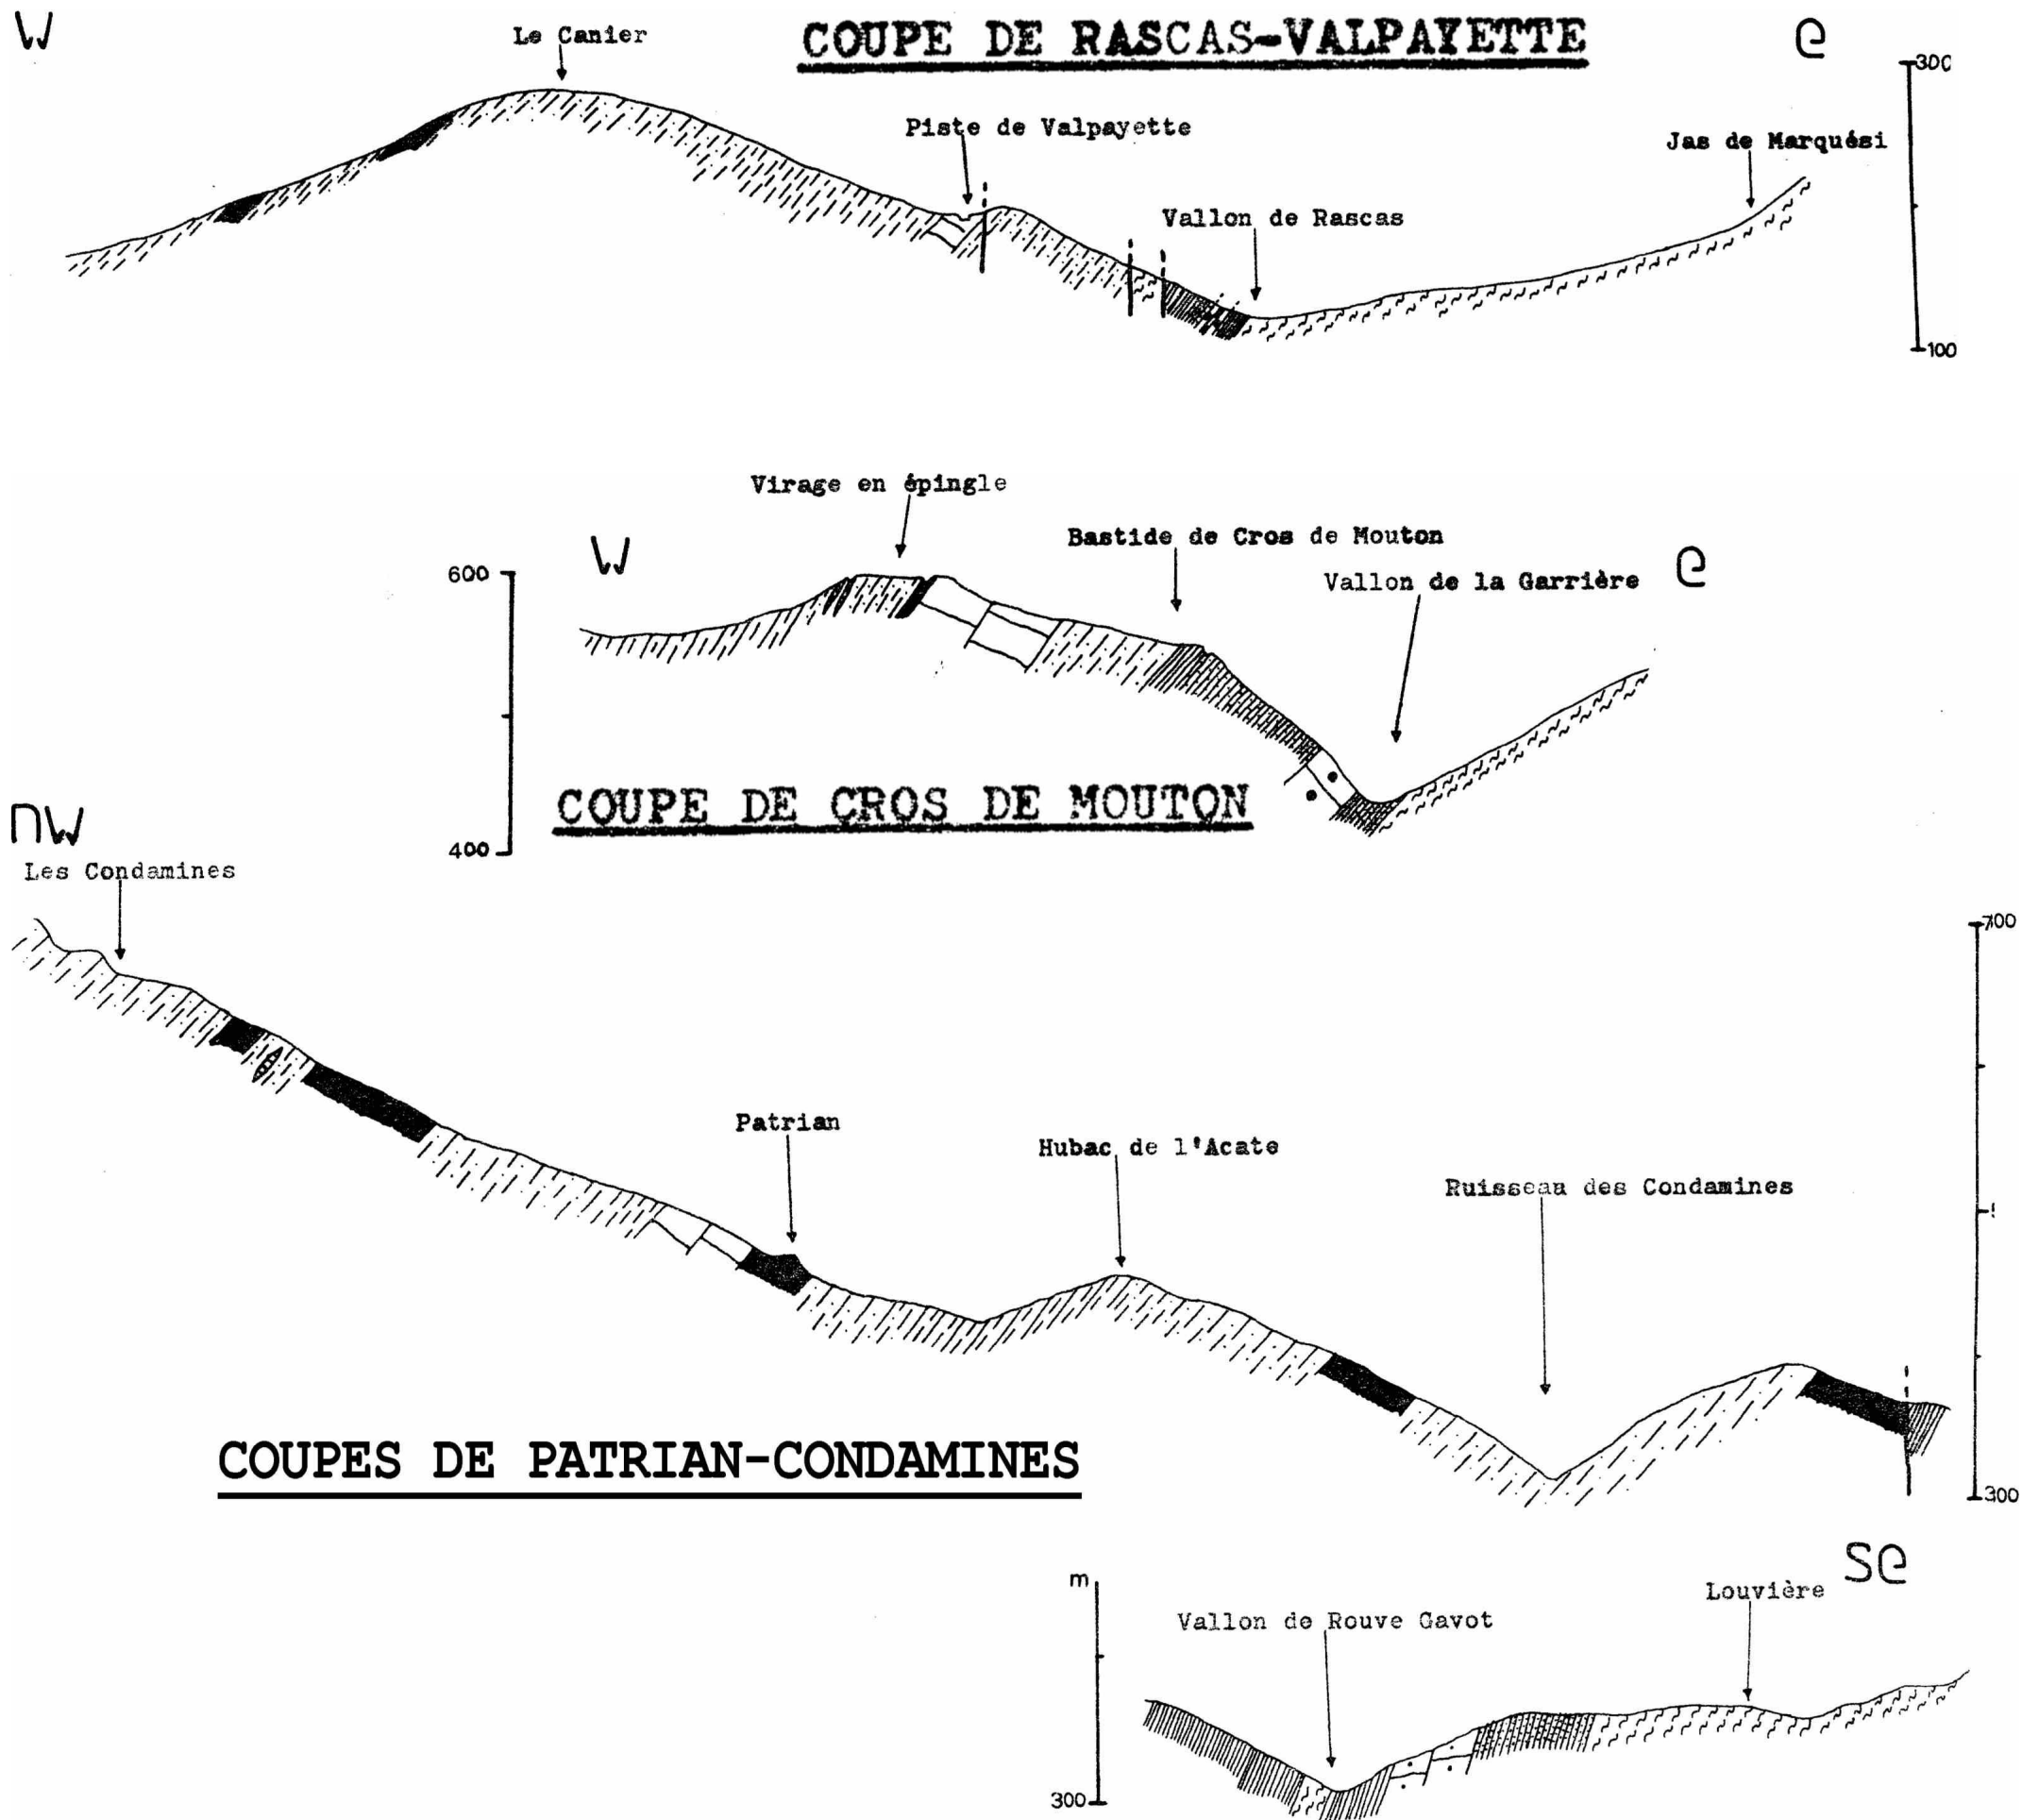 W
Le Canier
COUPE DE RASCAS-VALPAYETTE
e
300
Piste de Valpayette
Jas de Marquési
Vallon de Rascas
100
Virage en épingle
W
Bastide de Cros de Mouton
e
600
Vallon de la Garrière
COUPE DE CROS DE MOUTON
400
nW
Les Condamines
700
Patrian
Hubac de l'Acate
Ruisseau des Condamines
COUPES DE PATRIAN-CONDAMINES
300
Se
m
Louvière
Vallon de Rouve Gavot
300